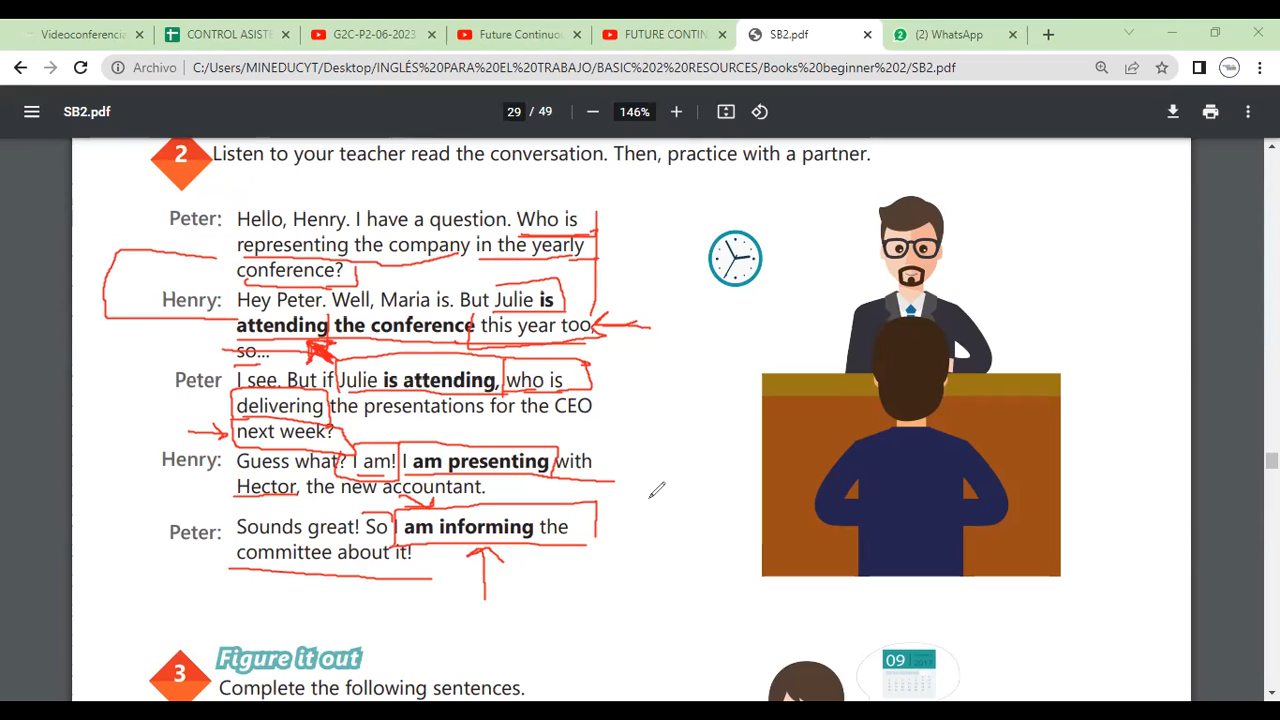 Videoconferencia
CONTROL ASISTE
G2C-P2-06-2023
Future Continuo
FUTURE CONTIN
SB2.pdf
(2) WhatsApp
Archivo
C:/Users/MINEDUCYT/Desktop/INGLÉS%20PARA%20EL%20TRABAJO/BASIC%202%20RESOURCES/Books%20beginner%202/SB2.pdf
SB2.pdf
29 / 49
146%
2 Listen to your teacher read the conversation. Then, practice with a partner.
Peter: Hello, Henry. I have a question. Who is
representing the company in the yearly
conference?
Henry: Hey Peter. Well, Maria is. But Julie is
attending the conference this year too,
so...
Peter I see. But if Julie is attending, who is
delivering the presentations for the CEO
next week?
Henry: Guess what? I am! I am presenting with
Hector, the new accountant.
Peter: Sounds great! So I am informing the
committee about it!
3 Figure it out
Complete the following sentences.
09